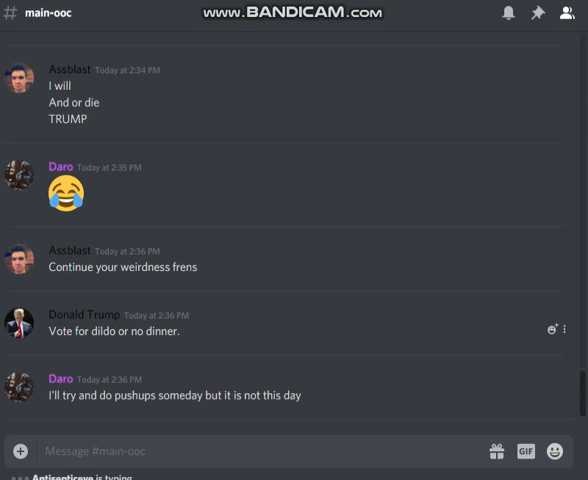 www.BANDICAM.com
# main-ooc
Assblast Today at 2:34 PM
I will
And or die
TRUMP
Daro Today at 2:35 PM
Assblast Today at 2:36 PM
Continue your weirdness frens
Donald Trump Today at 2:36 PM
Vote for dildo or no dinner.
Daro Today at 2:36 PM
I'll try and do pushups someday but it is not this day
Message #main-ooc
GIF
Antisepticeye is typing